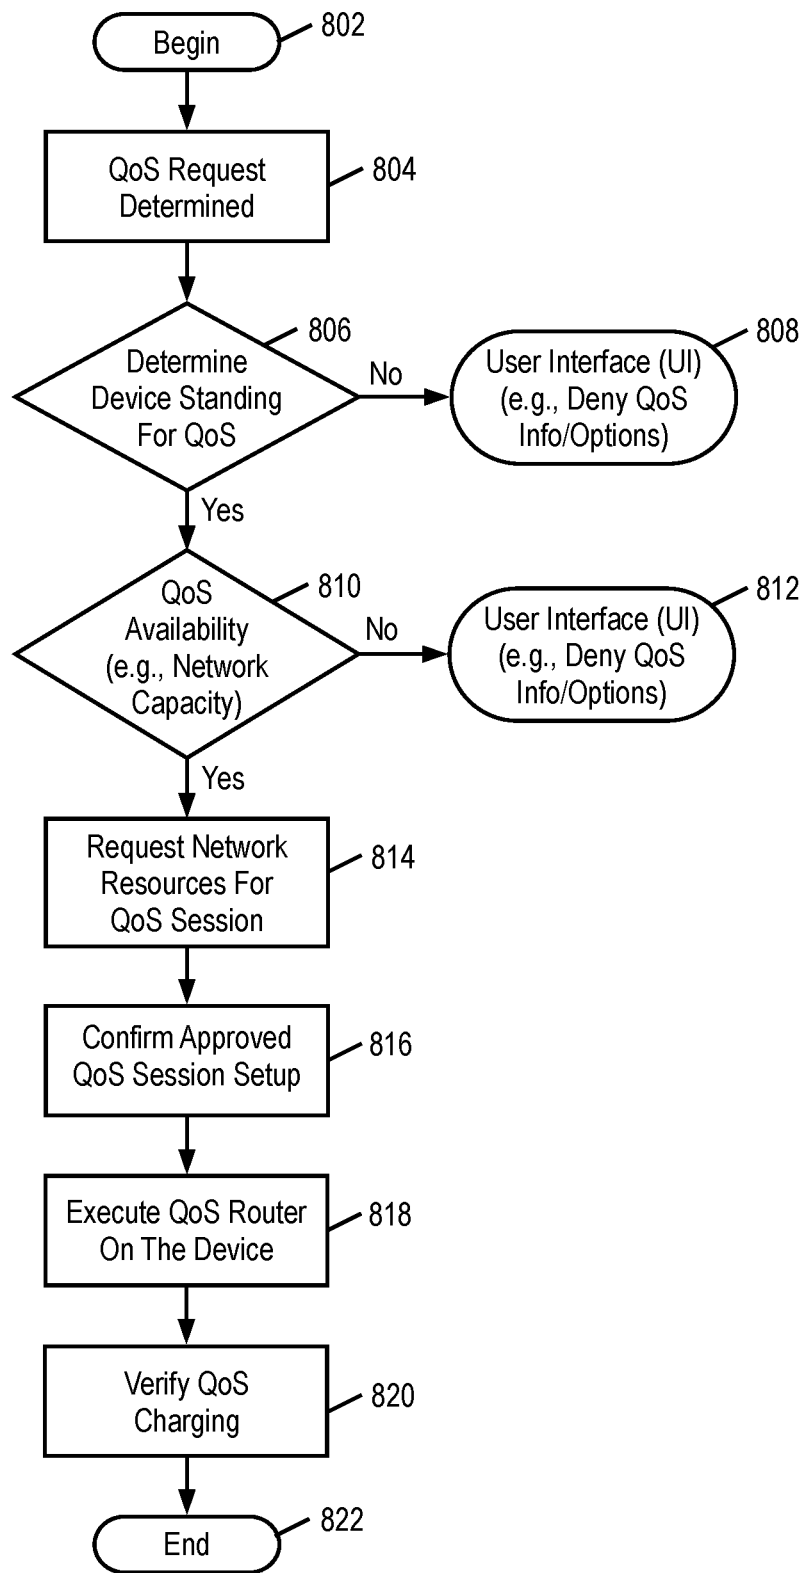 Begin
802
QoS Request
Determined
804
Determine
Device Standing
For QoS
806
No
User Interface (UI)
(e.g., Deny QoS
Info/Options)
808
Yes
QoS
Availability
(e.g., Network
Capacity)
810
No
User Interface (UI)
(e.g., Deny QoS
Info/Options)
812
Yes
Request Network
Resources For
QoS Session
814
Confirm Approved
QoS Session Setup
816
Execute QoS Router
On The Device
818
Verify QoS
Charging
820
End
822